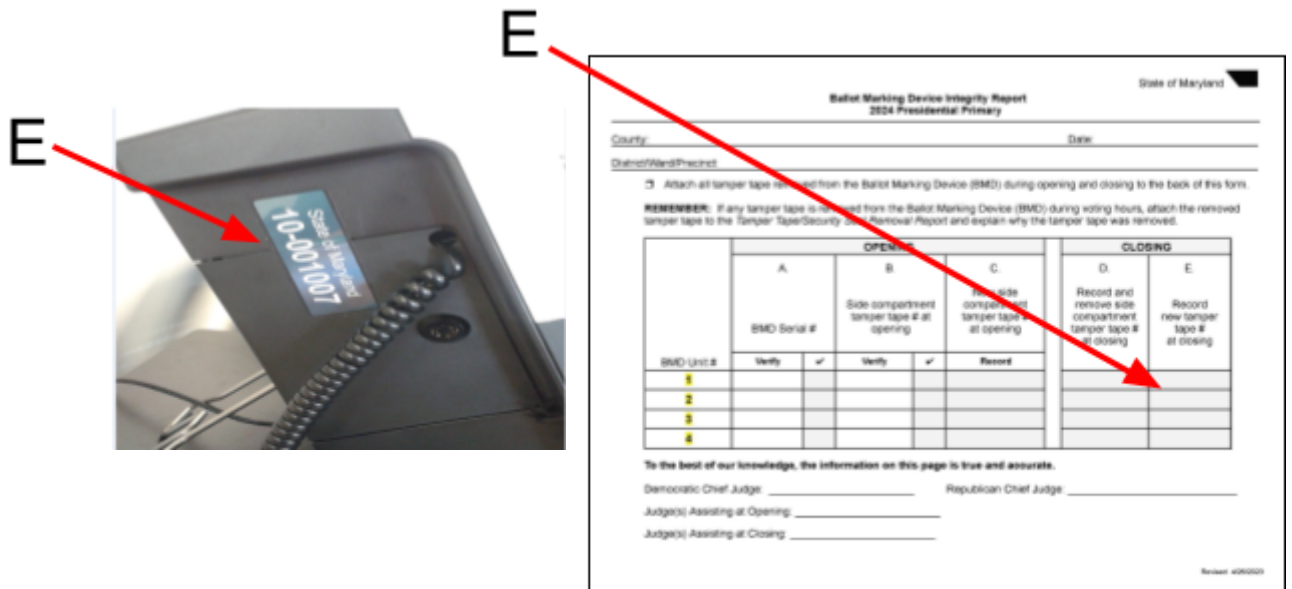 E
E
State of Maryland
10-001007
State of Maryland
Ballot Marking Device Integrity Report
2024 Presidential Primary
County: Date:
District/Ward/Precinct:
Attach all tamper tape removed from the Ballot Marking Device (BMD) during opening and closing to the back of this form.
REMEMBER: If any tamper tape is removed from the Ballot Marking Device (BMD) during voting hours, attach the removed
tamper tape to the Tamper Tape/Security Removal Report and explain why the tamper tape was removed.
OPENING CLOSING
A. B. C. D. E.
BMD Serial #
Side compartment
tamper tape # at
opening
side
compartment
tamper tape #
at opening
Record and
remove side
compartment
tamper tape #
at closing
Record
new tamper
tape #
at closing
BMD Unit # Verify ✓ Verify ✓ Record
1
2
3
4
To the best of our knowledge, the information on this page is true and accurate.
Democratic Chief Judge: Republican Chief Judge:
Judge(s) Assisting at Opening:
Judge(s) Assisting at Closing: